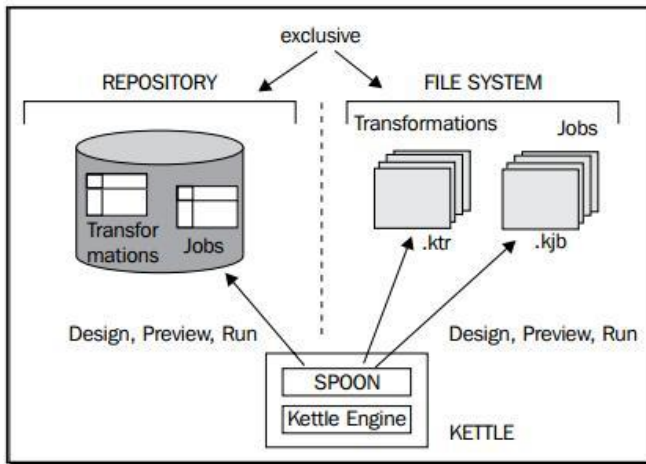 exclusive
REPOSITORY
FILE SYSTEM
Transformations
Jobs
Transfor
mations
Jobs
.ktr
.kjb
Design, Preview, Run
Design, Preview, Run
SPOON
Kettle Engine
KETTLE